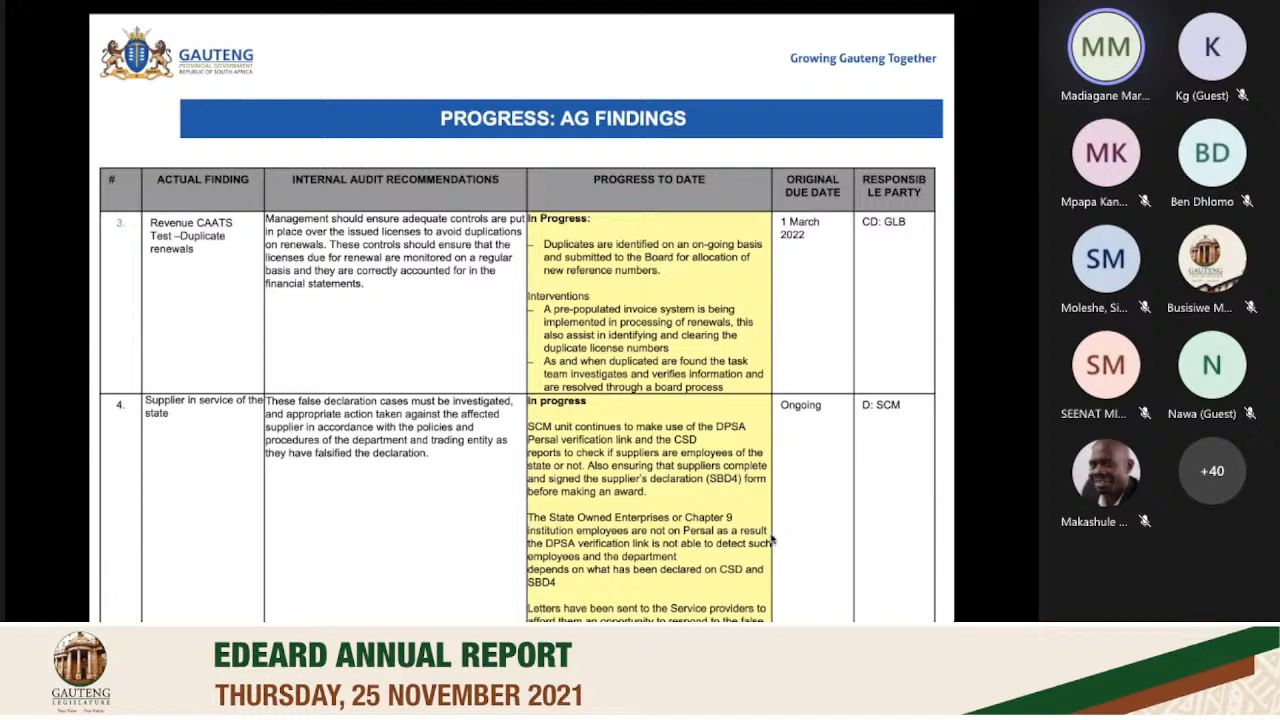 GAUTENG
PROVINCIAL GOVERNMENT
REPUBLIC OF SOUTH AFRICA
Growing Gauteng Together
PROGRESS: AG FINDINGS
#
ACTUAL FINDING
INTERNAL AUDIT RECOMMENDATIONS
PROGRESS TO DATE
ORIGINAL
DUE DATE
RESPONSIB
LE PARTY
3.
Revenue CAATS
Test –Duplicate
renewals
Management should ensure adequate controls are put
in place over the issued licenses to avoid duplications
on renewals. These controls should ensure that the
licenses due for renewal are monitored on a regular
basis and they are correctly accounted for in the
financial statements.
In Progress:
– Duplicates are identified on an on-going basis
and submitted to the Board for allocation of
new reference numbers.
Interventions
– A pre-populated invoice system is being
implemented in processing of renewals, this
also assist in identifying and clearing the
duplicate license numbers
– As and when duplicated are found the task
team investigates and verifies information and
are resolved through a board process
1 March
2022
CD: GLB
4.
Supplier in service of the
state
These false declaration cases must be investigated,
and appropriate action taken against the affected
supplier in accordance with the policies and
procedures of the department and trading entity as
they have falsified the declaration.
In progress
SCM unit continues to make use of the DPSA
Persal verification link and the CSD
reports to check if suppliers are employees of the
state or not. Also ensuring that suppliers complete
and signed the supplier's declaration (SBD4) form
before making an award.
The State Owned Enterprises or Chapter 9
institution employees are not on Persal as a result
the DPSA verification link is not able to detect such
employees and the department
depends on what has been declared on CSD and
SBD4
Letters have been sent to the Service providers to
afford them an opportunity to respond to the false
Ongoing
D: SCM
MM
Madiagane Mar...
K
Kg (Guest)
MK
Mpapa Kan...
BD
Ben Dhlomo
SM
Moleshe, Si...
GAUTENG
Busisiwe M...
SM
SEENAT MI...
N
Nawa (Guest)
Makashule ...
+40
GAUTENG
LEGISLATURE
Your View Our Vision
EDEARD ANNUAL REPORT
THURSDAY, 25 NOVEMBER 2021